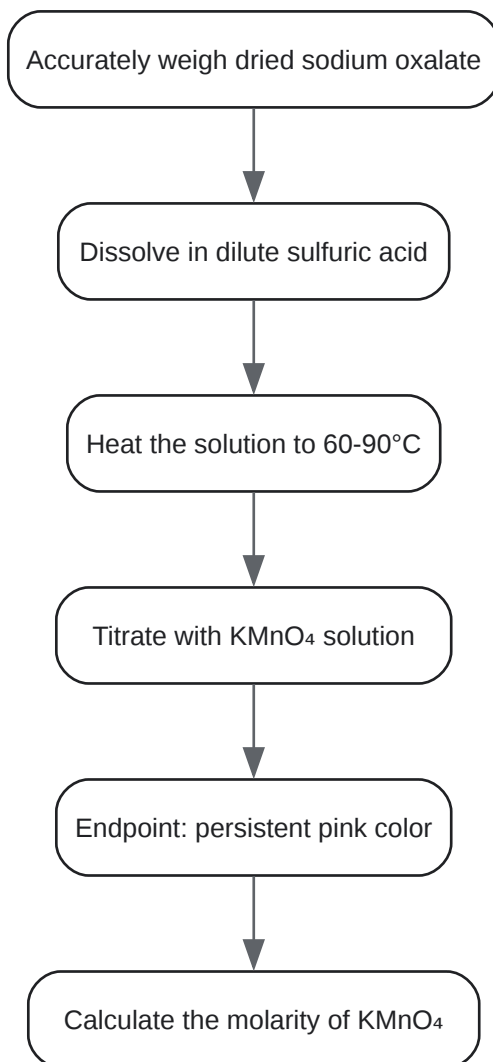 Accurately weigh dried sodium oxalate
Dissolve in dilute sulfuric acid
Heat the solution to 60-90°C
Titrate with KMnO₄ solution
Endpoint: persistent pink color
Calculate the molarity of KMnO₄